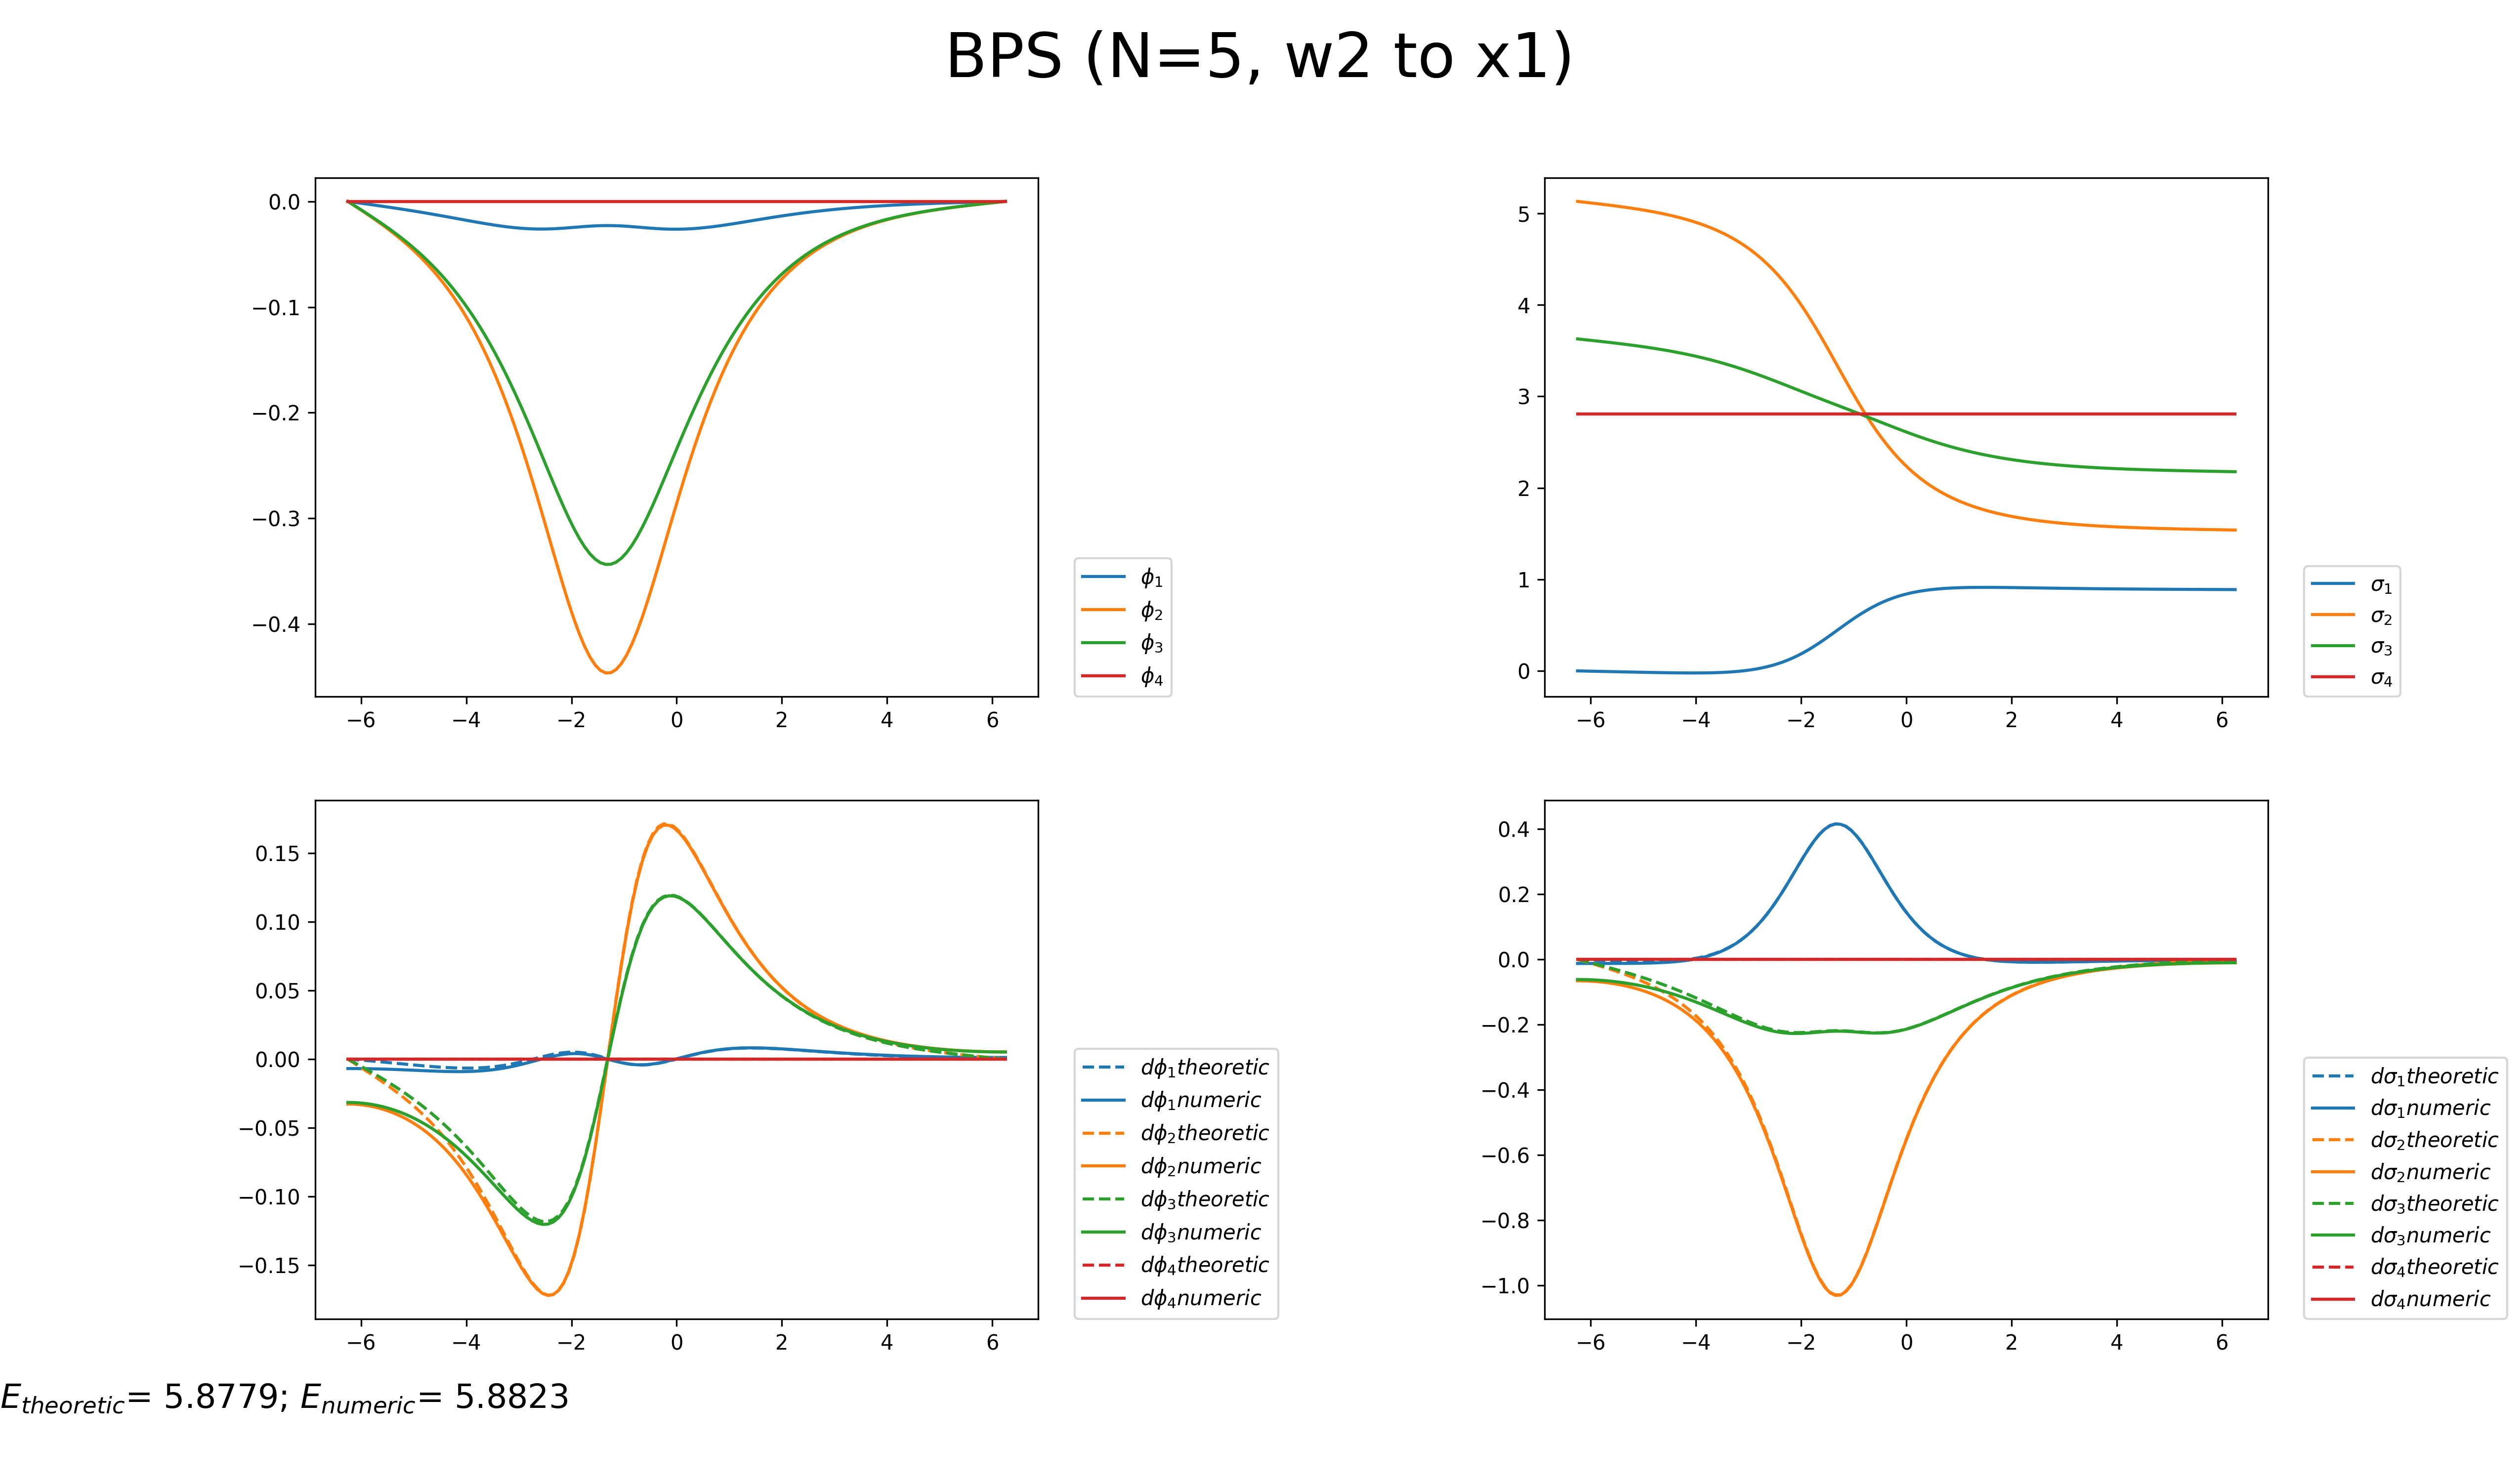 BPS (N=5, w2 to x1)
0.0
−0.1
−0.2
−0.3
−0.4
−6 −4 −2 0 2 4 6
ϕ₁
ϕ₂
ϕ₃
ϕ₄
5
4
3
2
1
0
−6 −4 −2 0 2 4 6
σ₁
σ₂
σ₃
σ₄
0.15
0.10
0.05
0.00
−0.05
−0.10
−0.15
−6 −4 −2 0 2 4 6
dϕ₁theoretic
dϕ₁numeric
dϕ₂theoretic
dϕ₂numeric
dϕ₃theoretic
dϕ₃numeric
dϕ₄theoretic
dϕ₄numeric
0.4
0.2
0.0
−0.2
−0.4
−0.6
−0.8
−1.0
−6 −4 −2 0 2 4 6
dσ₁theoretic
dσ₁numeric
dσ₂theoretic
dσ₂numeric
dσ₃theoretic
dσ₃numeric
dσ₄theoretic
dσ₄numeric
E_theoretic= 5.8779; E_numeric= 5.8823